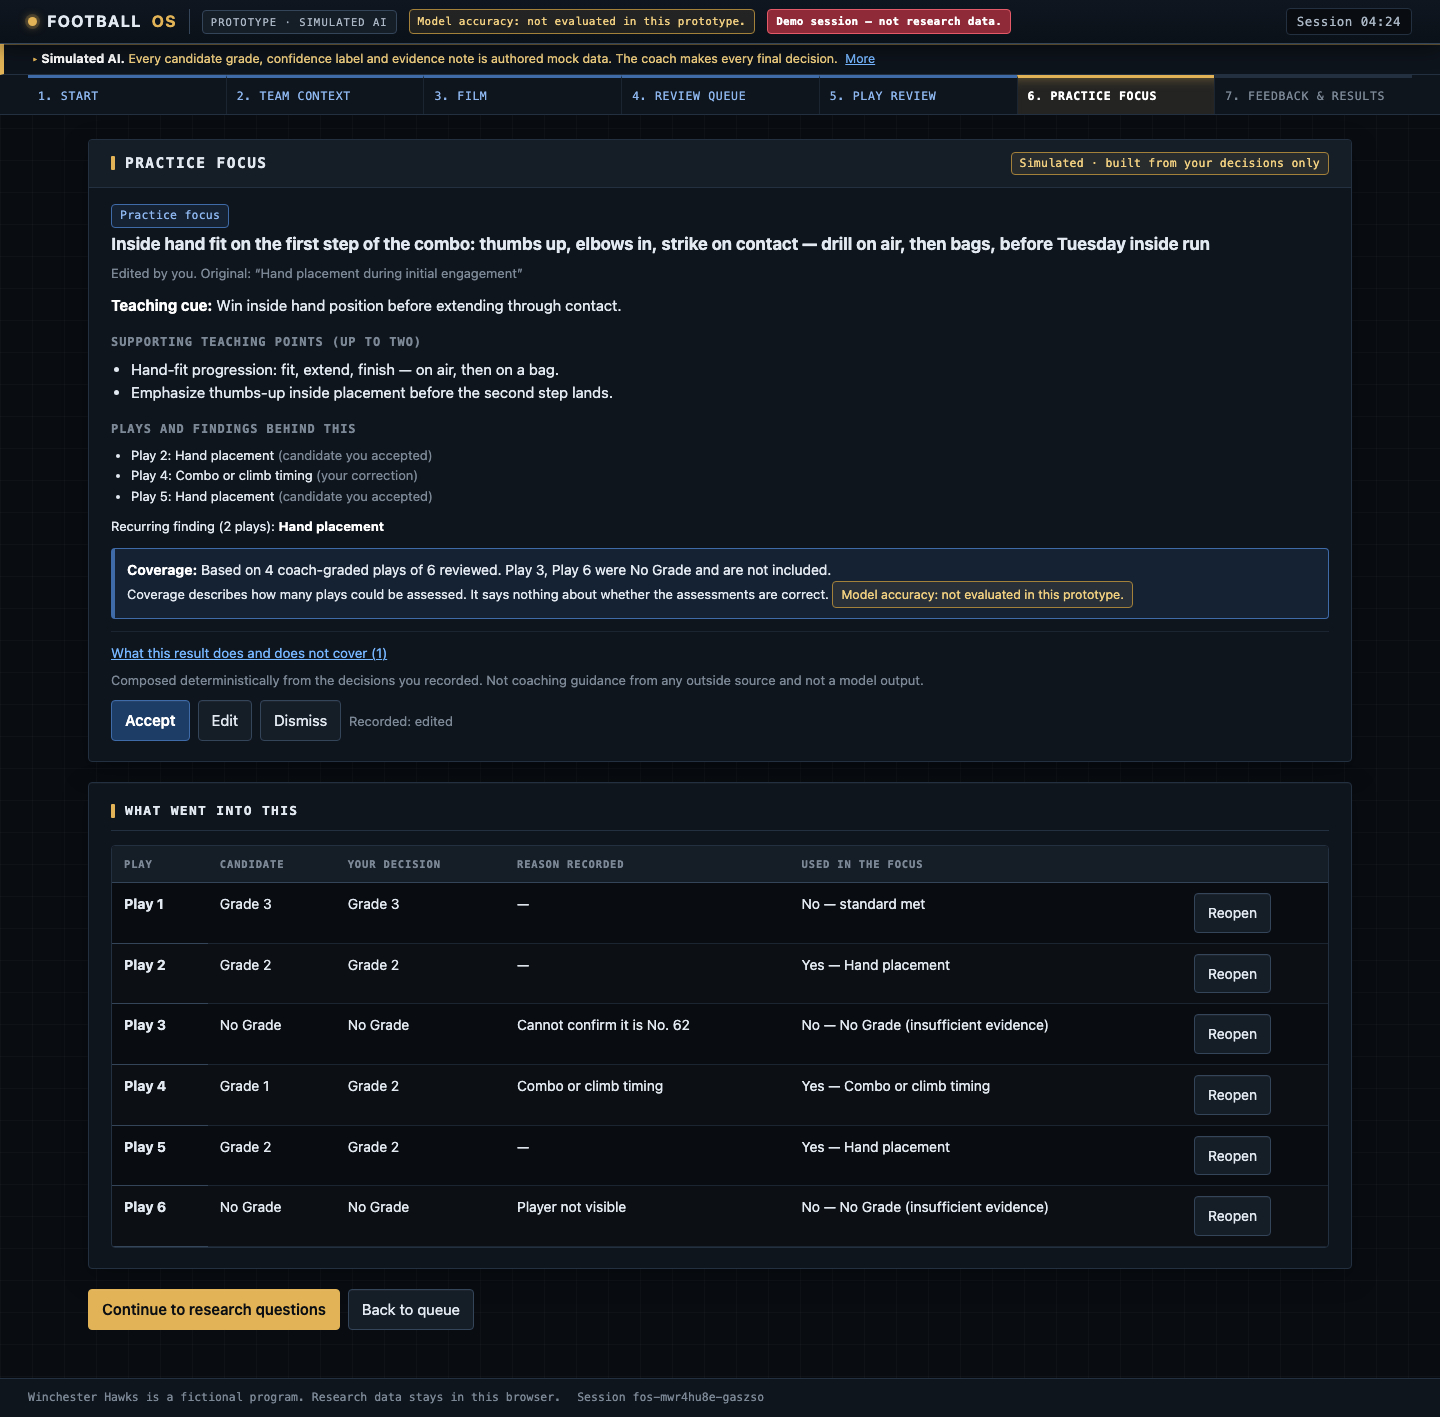 FOOTBALL OS
PROTOTYPE · SIMULATED AI
Model accuracy: not evaluated in this prototype.
Demo session — not research data.
Session 04:24
▸ Simulated AI. Every candidate grade, confidence label and evidence note is authored mock data. The coach makes every final decision. More
1. START
2. TEAM CONTEXT
3. FILM
4. REVIEW QUEUE
5. PLAY REVIEW
6. PRACTICE FOCUS
7. FEEDBACK & RESULTS
PRACTICE FOCUS
Simulated · built from your decisions only
Practice focus
Inside hand fit on the first step of the combo: thumbs up, elbows in, strike on contact — drill on air, then bags, before Tuesday inside run
Edited by you. Original: “Hand placement during initial engagement”
Teaching cue: Win inside hand position before extending through contact.
SUPPORTING TEACHING POINTS (UP TO TWO)
• Hand-fit progression: fit, extend, finish — on air, then on a bag.
• Emphasize thumbs-up inside placement before the second step lands.
PLAYS AND FINDINGS BEHIND THIS
• Play 2: Hand placement (candidate you accepted)
• Play 4: Combo or climb timing (your correction)
• Play 5: Hand placement (candidate you accepted)
Recurring finding (2 plays): Hand placement
Coverage: Based on 4 coach-graded plays of 6 reviewed. Play 3, Play 6 were No Grade and are not included.
Coverage describes how many plays could be assessed. It says nothing about whether the assessments are correct. Model accuracy: not evaluated in this prototype.
What this result does and does not cover (1)
Composed deterministically from the decisions you recorded. Not coaching guidance from any outside source and not a model output.
Accept Edit Dismiss Recorded: edited
WHAT WENT INTO THIS
PLAY CANDIDATE YOUR DECISION REASON RECORDED USED IN THE FOCUS
Play 1 Grade 3 Grade 3 — No — standard met Reopen
Play 2 Grade 2 Grade 2 — Yes — Hand placement Reopen
Play 3 No Grade No Grade Cannot confirm it is No. 62 No — No Grade (insufficient evidence) Reopen
Play 4 Grade 1 Grade 2 Combo or climb timing Yes — Combo or climb timing Reopen
Play 5 Grade 2 Grade 2 — Yes — Hand placement Reopen
Play 6 No Grade No Grade Player not visible No — No Grade (insufficient evidence) Reopen
Continue to research questions Back to queue
Winchester Hawks is a fictional program. Research data stays in this browser. Session fos-mwr4hu8e-gaszso